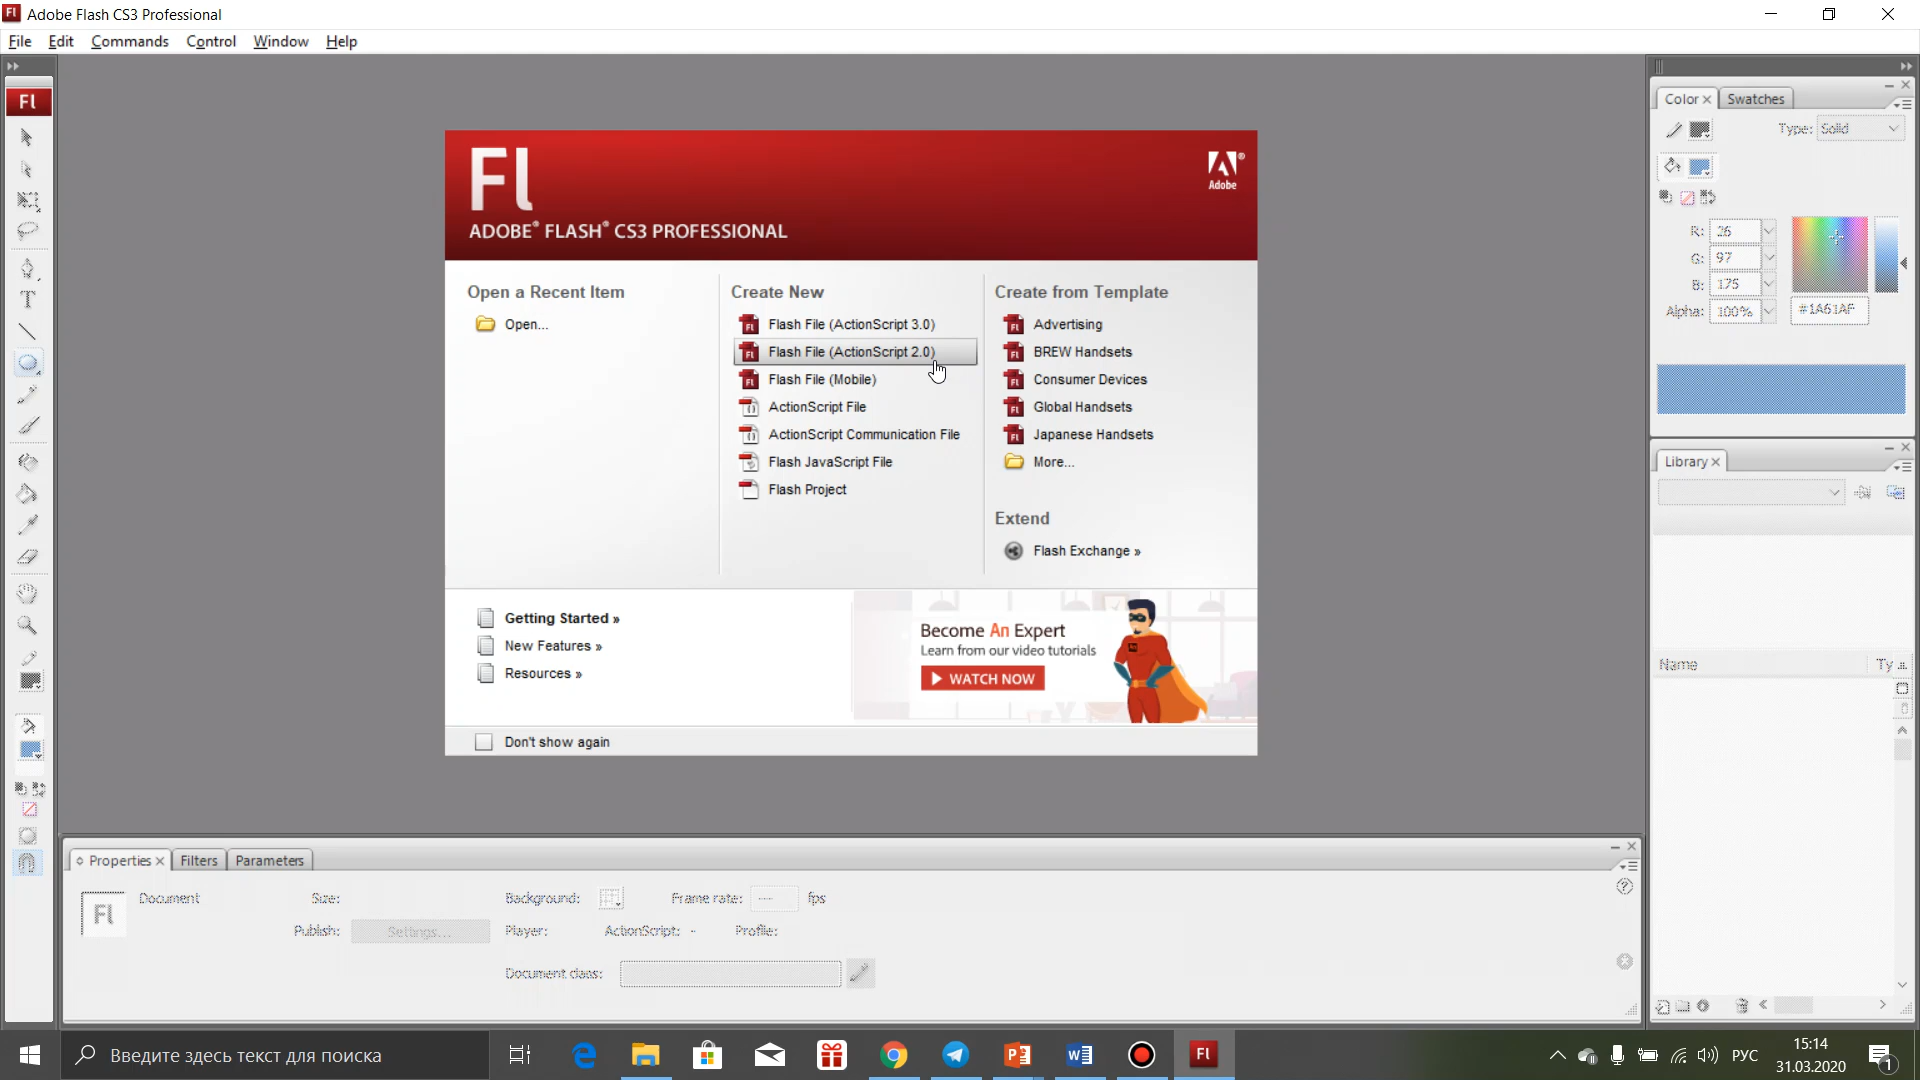 Fl Adobe Flash CS3 Professional
File Edit Commands Control Window Help
Fl
Fl
Adobe
ADOBE® FLASH® CS3 PROFESSIONAL
Open a Recent Item
Open...
Create New
Flash File (ActionScript 3.0)
Flash File (ActionScript 2.0)
Flash File (Mobile)
ActionScript File
ActionScript Communication File
Flash JavaScript File
Flash Project
Create from Template
Advertising
BREW Handsets
Consumer Devices
Global Handsets
Japanese Handsets
More...
Extend
Flash Exchange »
Getting Started »
New Features »
Resources »
Become An Expert
Learn from our video tutorials
WATCH NOW
Don't show again
Color Swatches
Type: Solid
R: 26
G: 97
B: 175
Alpha: 100% #1A61AF
Library
Name Ty
Properties Filters Parameters
Fl
Document Size: Background: Frame rate: --- fps
Publish: Settings... Player: ActionScript: - Profile:
Document class:
Введите здесь текст для поиска
Fl
РУС
15:14
31.03.2020
1